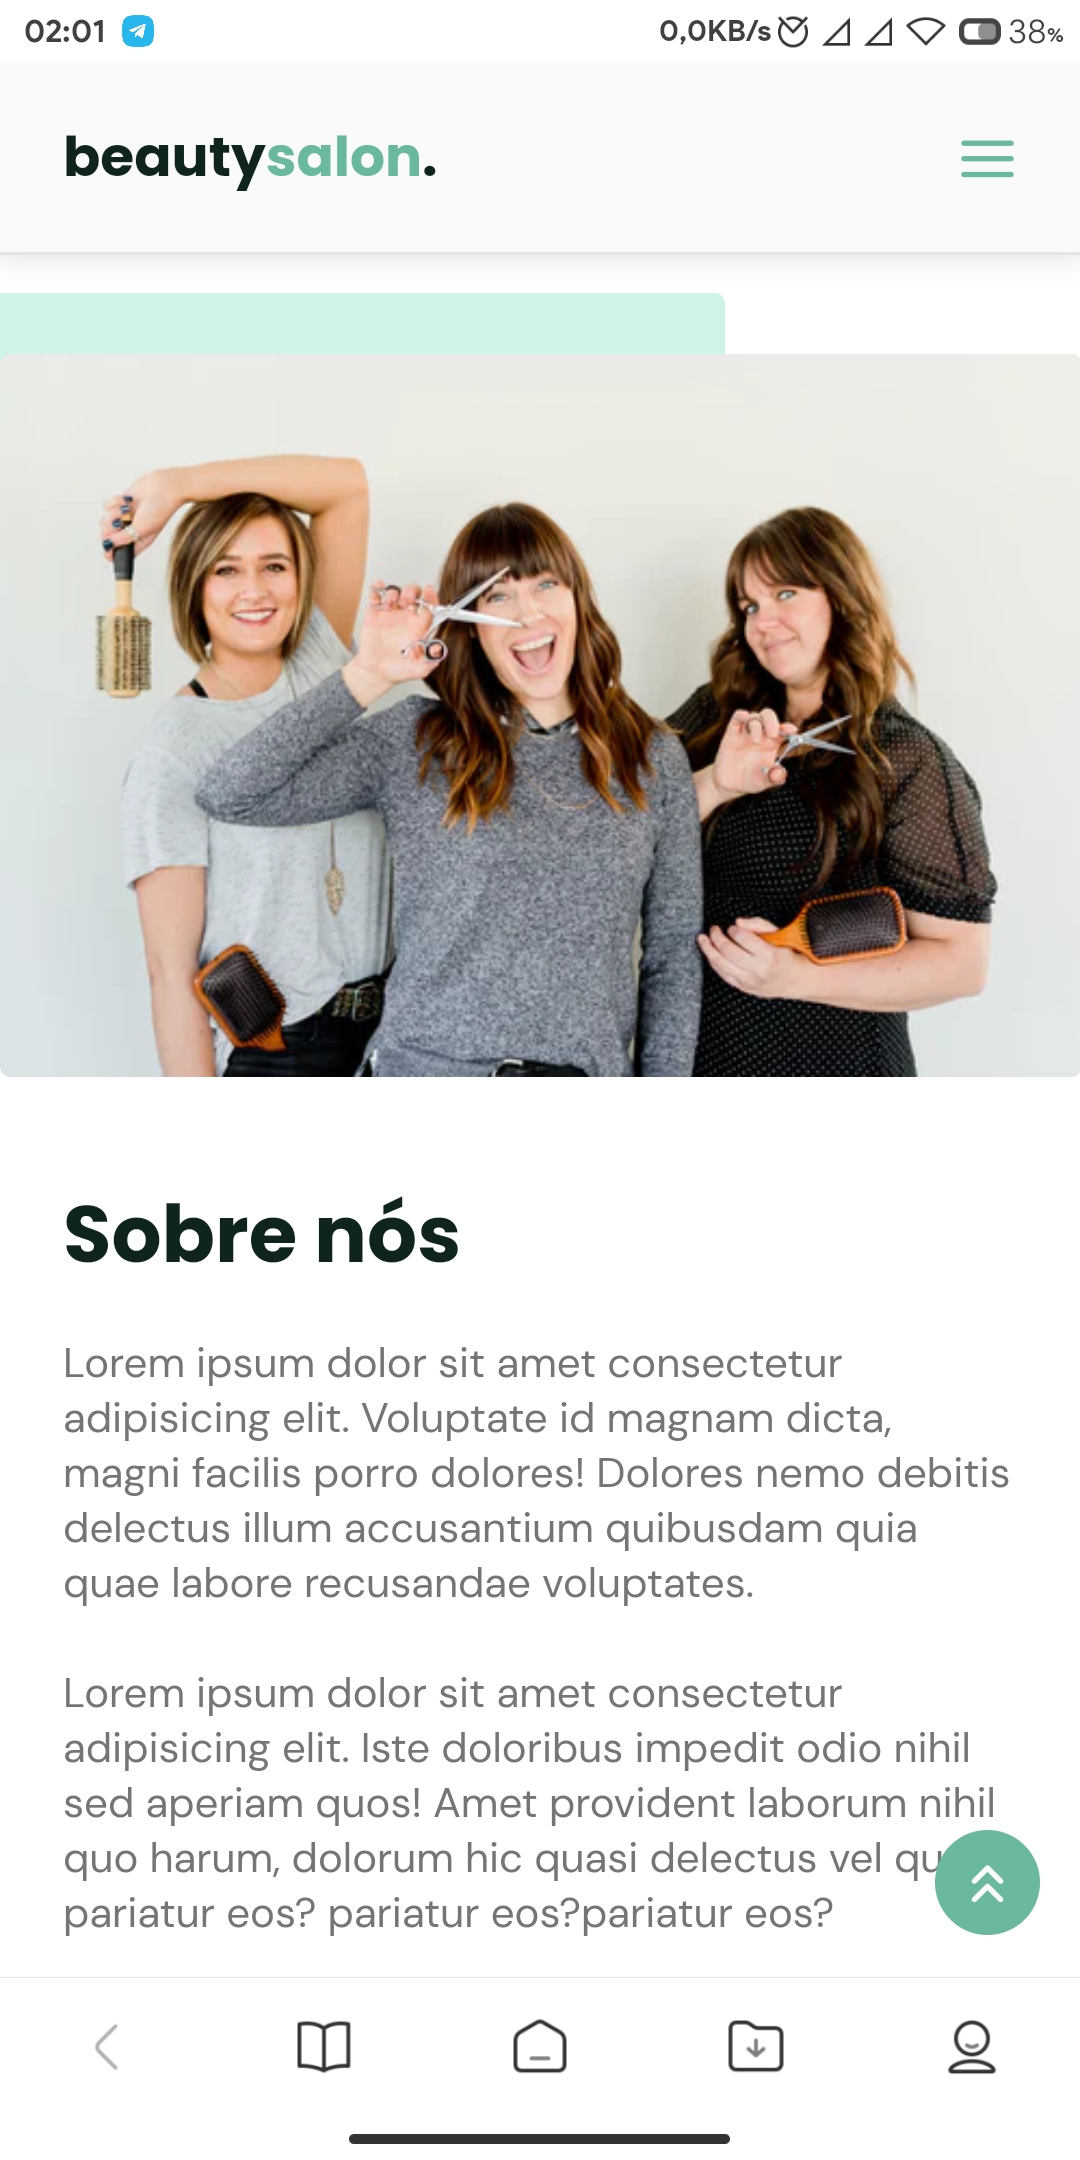 02:01
0,0KB/s
38%
beautysalon.
Sobre nós
Lorem ipsum dolor sit amet consectetur
adipisicing elit. Voluptate id magnam dicta,
magni facilis porro dolores! Dolores nemo debitis
delectus illum accusantium quibusdam quia
quae labore recusandae voluptates.
Lorem ipsum dolor sit amet consectetur
adipisicing elit. Iste doloribus impedit odio nihil
sed aperiam quos! Amet provident laborum nihil
quo harum, dolorum hic quasi delectus vel
pariatur eos? pariatur eos?pariatur eos?